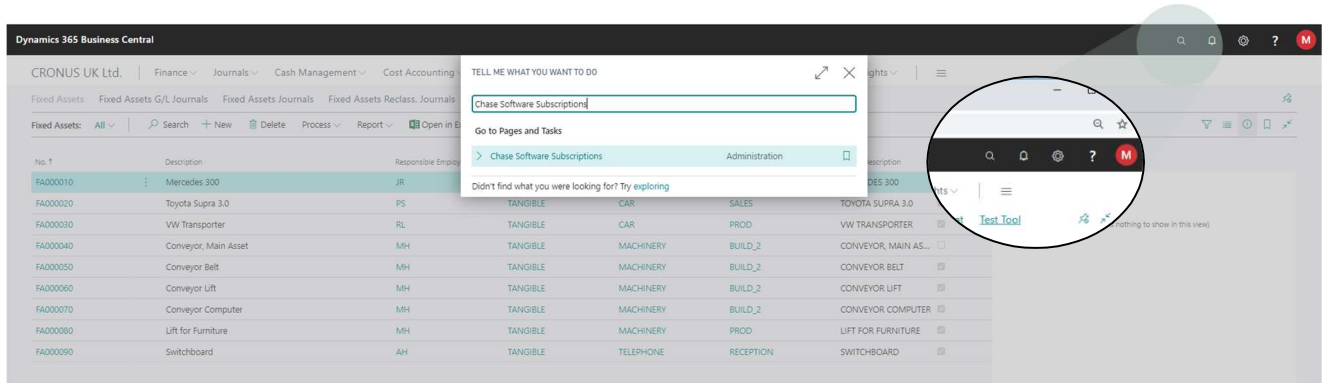 Dynamics 365 Business Central
?
M
CRONUS UK Ltd. Finance Journals Cash Management Cost Accounting
ghts
Fixed Assets Fixed Assets G/L Journals Fixed Assets Journals Fixed Assets Reclass. Journals
Fixed Assets: All Search + New Delete Process Report Open in E
TELL ME WHAT YOU WANT TO DO
Chase Software Subscriptions
Go to Pages and Tasks
Chase Software Subscriptions Administration
Didn't find what you were looking for? Try exploring
? M
hts
Test Tool
nothing to show in this view)
No. ↑ Description Responsible Employ
FA000010 Mercedes 300 JR DES 300
FA000020 Toyota Supra 3.0 PS TANGIBLE CAR SALES TOYOTA SUPRA 3.0
FA000030 VW Transporter RL TANGIBLE CAR PROD VW TRANSPORTER
FA000040 Conveyor, Main Asset MH TANGIBLE MACHINERY BUILD_2 CONVEYOR, MAIN AS...
FA000050 Conveyor Belt MH TANGIBLE MACHINERY BUILD_2 CONVEYOR BELT
FA000060 Conveyor Lift MH TANGIBLE MACHINERY BUILD_2 CONVEYOR LIFT
FA000070 Conveyor Computer MH TANGIBLE MACHINERY BUILD_2 CONVEYOR COMPUTER
FA000080 Lift for Furniture MH TANGIBLE MACHINERY PROD LIFT FOR FURNITURE
FA000090 Switchboard AH TANGIBLE TELEPHONE RECEPTION SWITCHBOARD